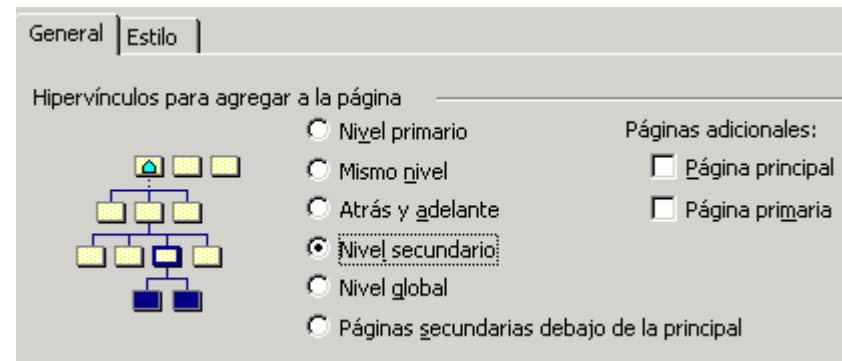 General Estilo
Hipervínculos para agregar a la página
Nivel primario Páginas adicionales:
Mismo nivel Página principal
Atrás y adelante Página primaria
Nivel secundario
Nivel global
Páginas secundarias debajo de la principal